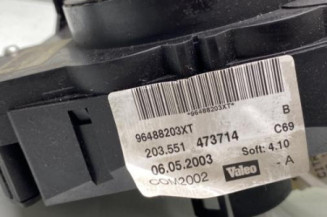 *96488203XT*
96488203XT B
203.551 473714 C69
06.05.2003 Soft: 4.10
COM2002 Valeo - A